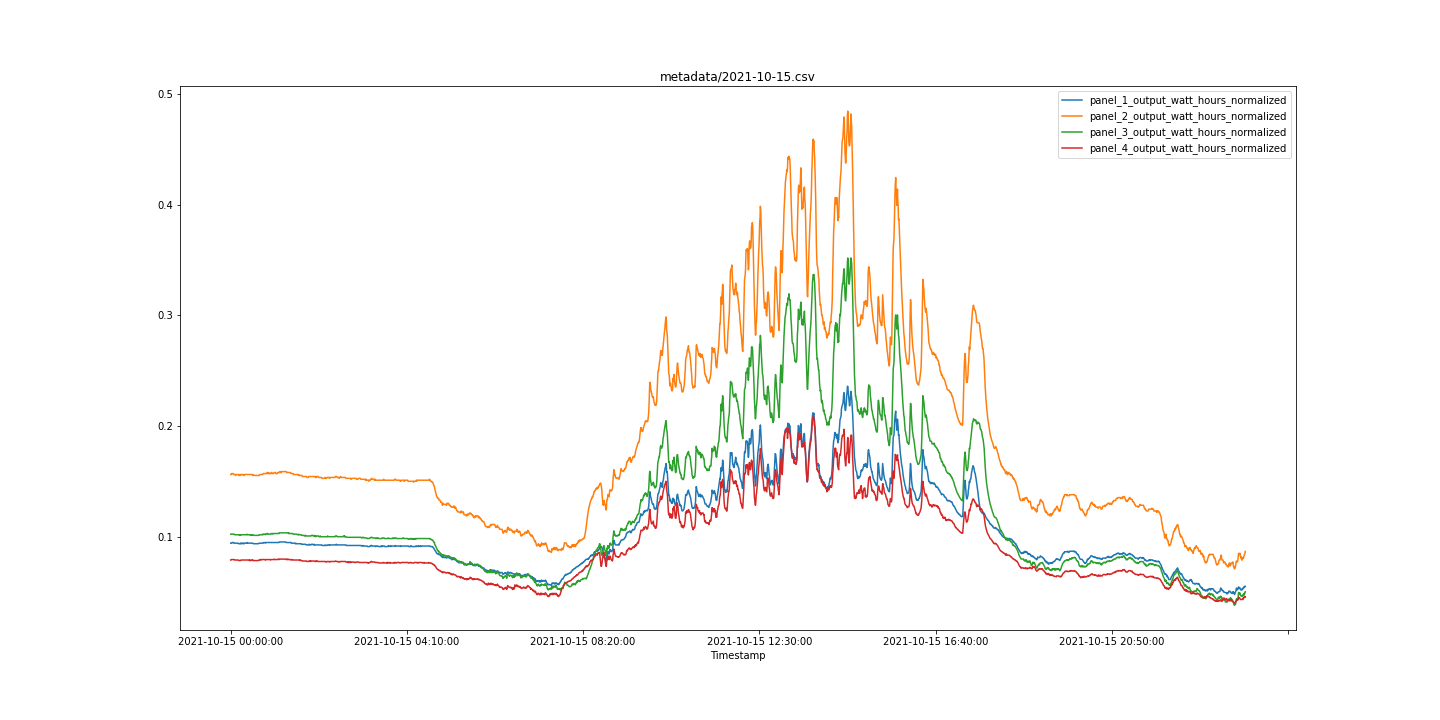 metadata/2021-10-15.csv
panel_1_output_watt_hours_normalized
panel_2_output_watt_hours_normalized
panel_3_output_watt_hours_normalized
panel_4_output_watt_hours_normalized
0.5
0.4
0.3
0.2
0.1
2021-10-15 00:00:00
2021-10-15 04:10:00
2021-10-15 08:20:00
2021-10-15 12:30:00
2021-10-15 16:40:00
2021-10-15 20:50:00
Timestamp